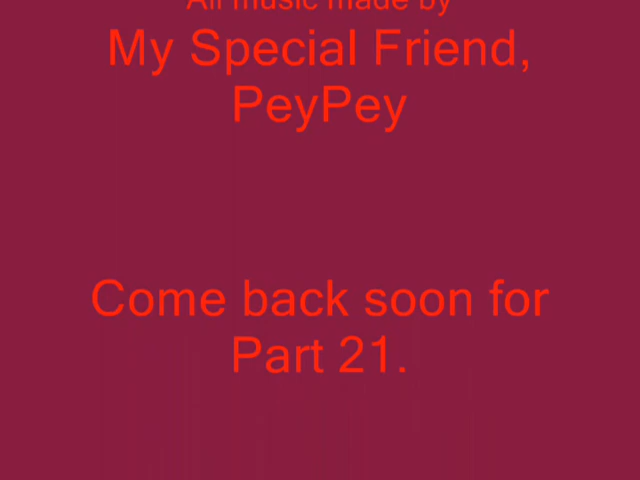 All music made by
My Special Friend,
PeyPey
Come back soon for
Part 21.